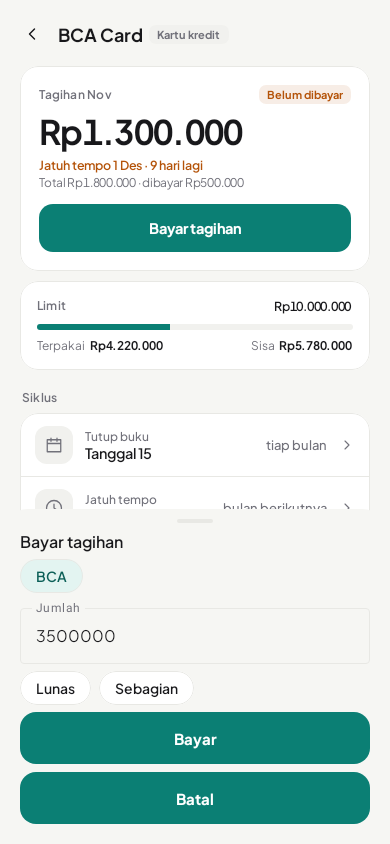 BCA Card Kartu kredit
Tagihan Nov Belum dibayar
Rp1.300.000
Jatuh tempo 1 Des · 9 hari lagi
Total Rp1.800.000 · dibayar Rp500.000
Bayar tagihan
Limit Rp10.000.000
Terpakai Rp4.220.000 Sisa Rp5.780.000
Siklus
Tutup buku
Tanggal 15 tiap bulan
Jatuh tempo
bulan berikutnya
Bayar tagihan
BCA
Jumlah
3500000
Lunas Sebagian
Bayar
Batal